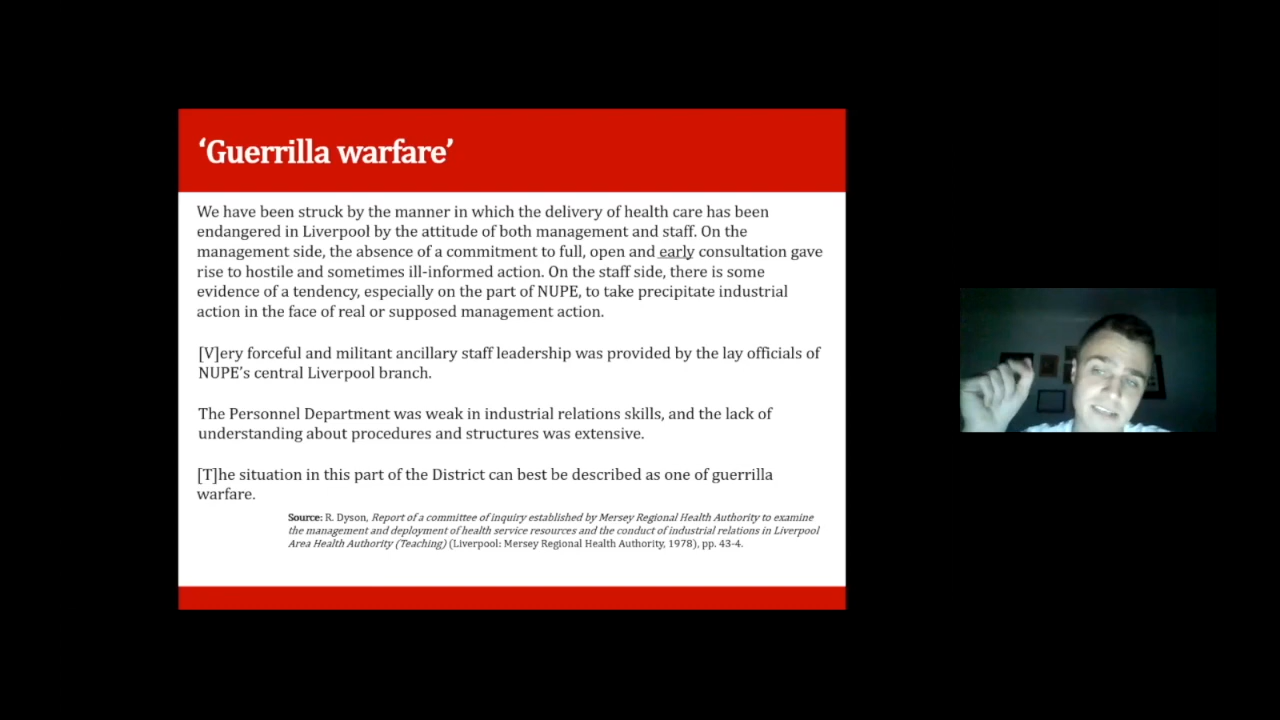 ‘Guerrilla warfare’
We have been struck by the manner in which the delivery of health care has been
endangered in Liverpool by the attitude of both management and staff. On the
management side, the absence of a commitment to full, open and early consultation gave
rise to hostile and sometimes ill-informed action. On the staff side, there is some
evidence of a tendency, especially on the part of NUPE, to take precipitate industrial
action in the face of real or supposed management action.
[V]ery forceful and militant ancillary staff leadership was provided by the lay officials of
NUPE’s central Liverpool branch.
The Personnel Department was weak in industrial relations skills, and the lack of
understanding about procedures and structures was extensive.
[T]he situation in this part of the District can best be described as one of guerrilla
warfare.
Source: R. Dyson, Report of a committee of inquiry established by Mersey Regional Health Authority to examine
the management and deployment of health service resources and the conduct of industrial relations in Liverpool
Area Health Authority (Teaching) (Liverpool: Mersey Regional Health Authority, 1978), pp. 43-4.